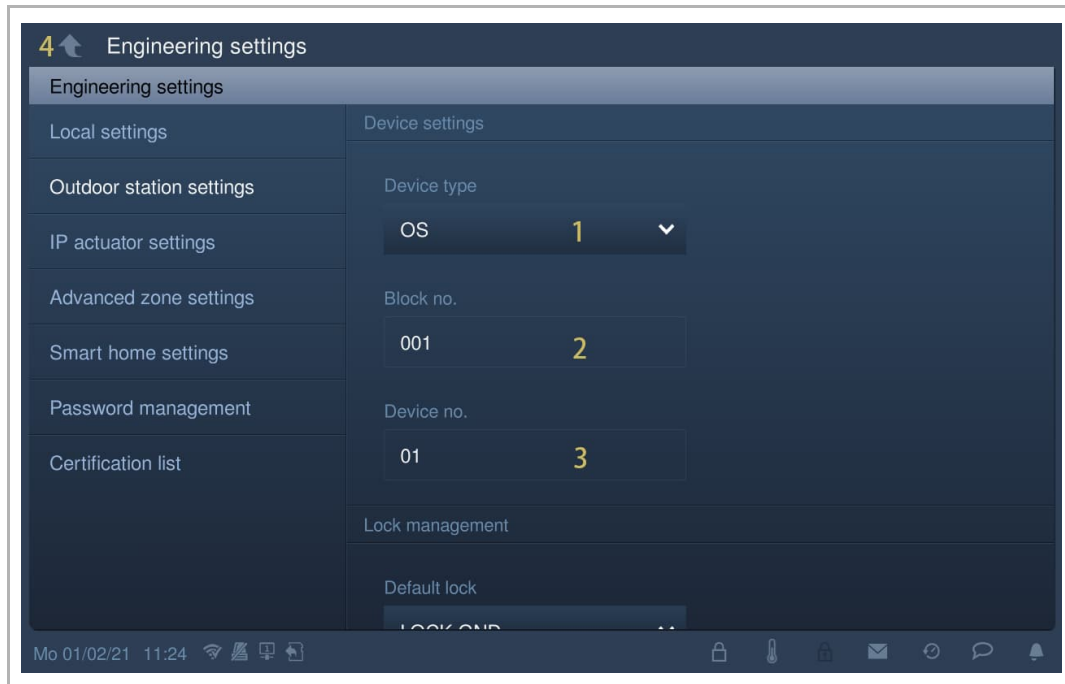 4 Engineering settings
Engineering settings
Local settings
Outdoor station settings
IP actuator settings
Advanced zone settings
Smart home settings
Password management
Certification list
Device settings
Device type
OS 1
Block no.
001 2
Device no.
01 3
Lock management
Default lock
LOCK-GND
Mo 01/02/21 11:24